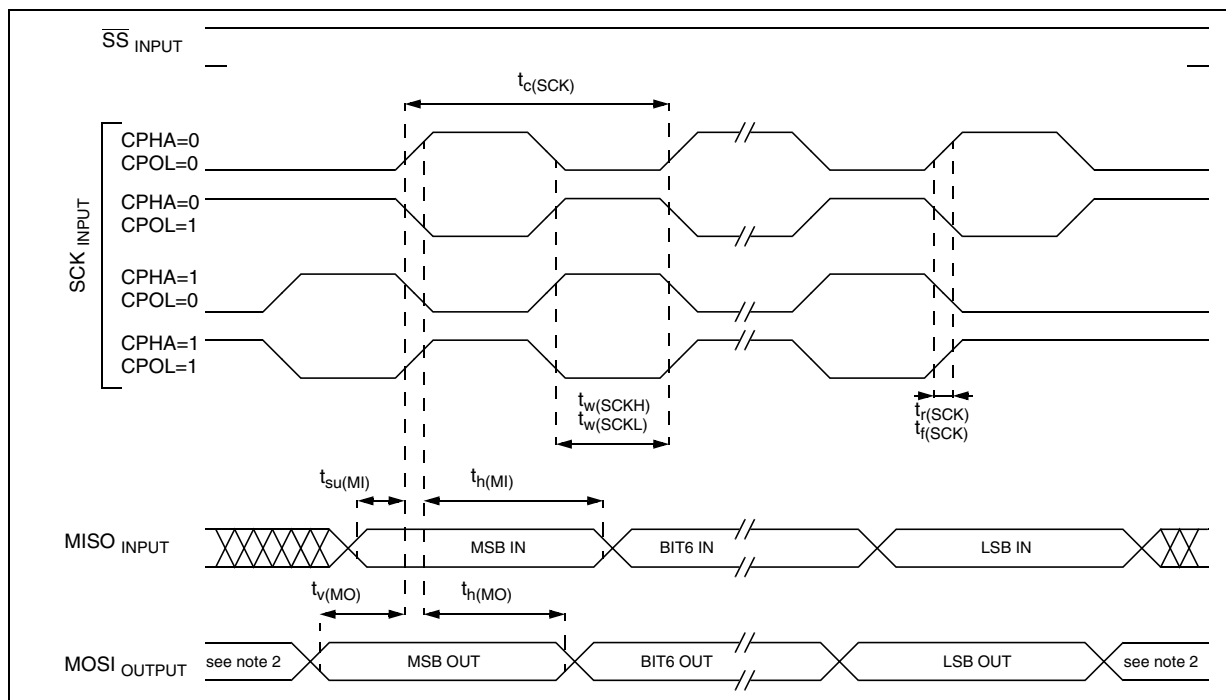 SS INPUT
tc(SCK)
SCK INPUT
CPHA=0
CPOL=0
CPHA=0
CPOL=1
CPHA=1
CPOL=0
CPHA=1
CPOL=1
tw(SCKH)
tw(SCKL)
tr(SCK)
tf(SCK)
tsu(MI)
th(MI)
MISO INPUT
MSB IN
BIT6 IN
LSB IN
tv(MO)
th(MO)
MOSI OUTPUT
see note 2
MSB OUT
BIT6 OUT
LSB OUT
see note 2